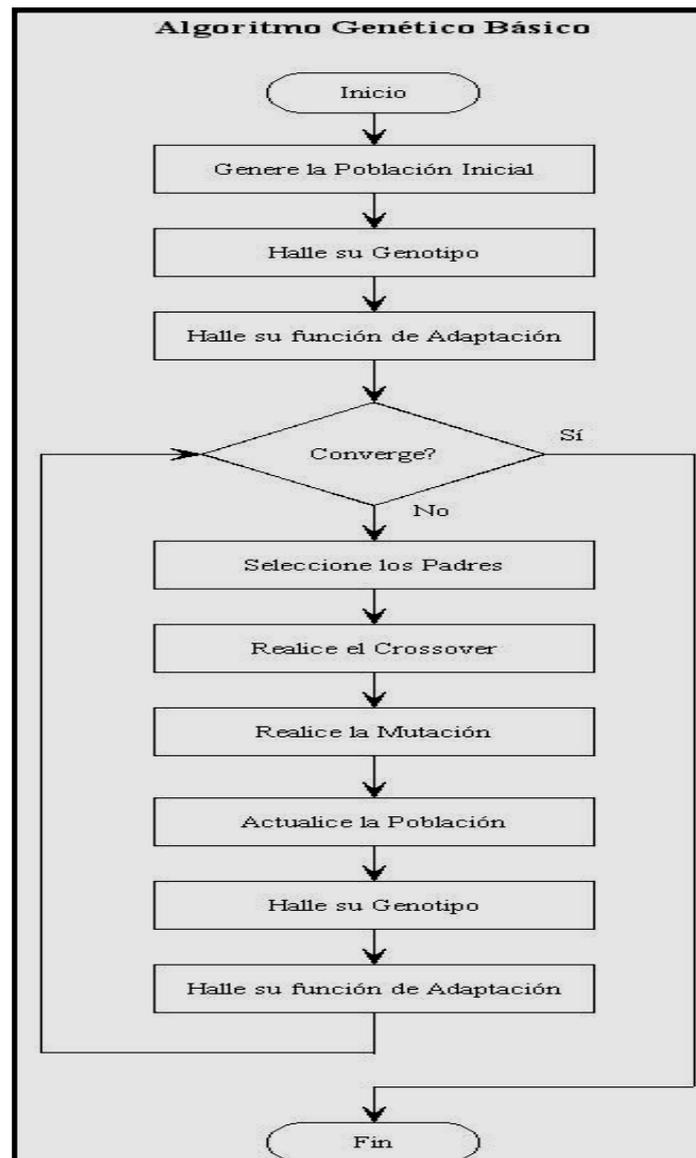 Algoritmo Genético Básico
Inicio
Genere la Población Inicial
Halle su Genotipo
Halle su función de Adaptación
Converge?
Sí
No
Seleccione los Padres
Realice el Crossover
Realice la Mutación
Actualice la Población
Halle su Genotipo
Halle su función de Adaptación
Fin